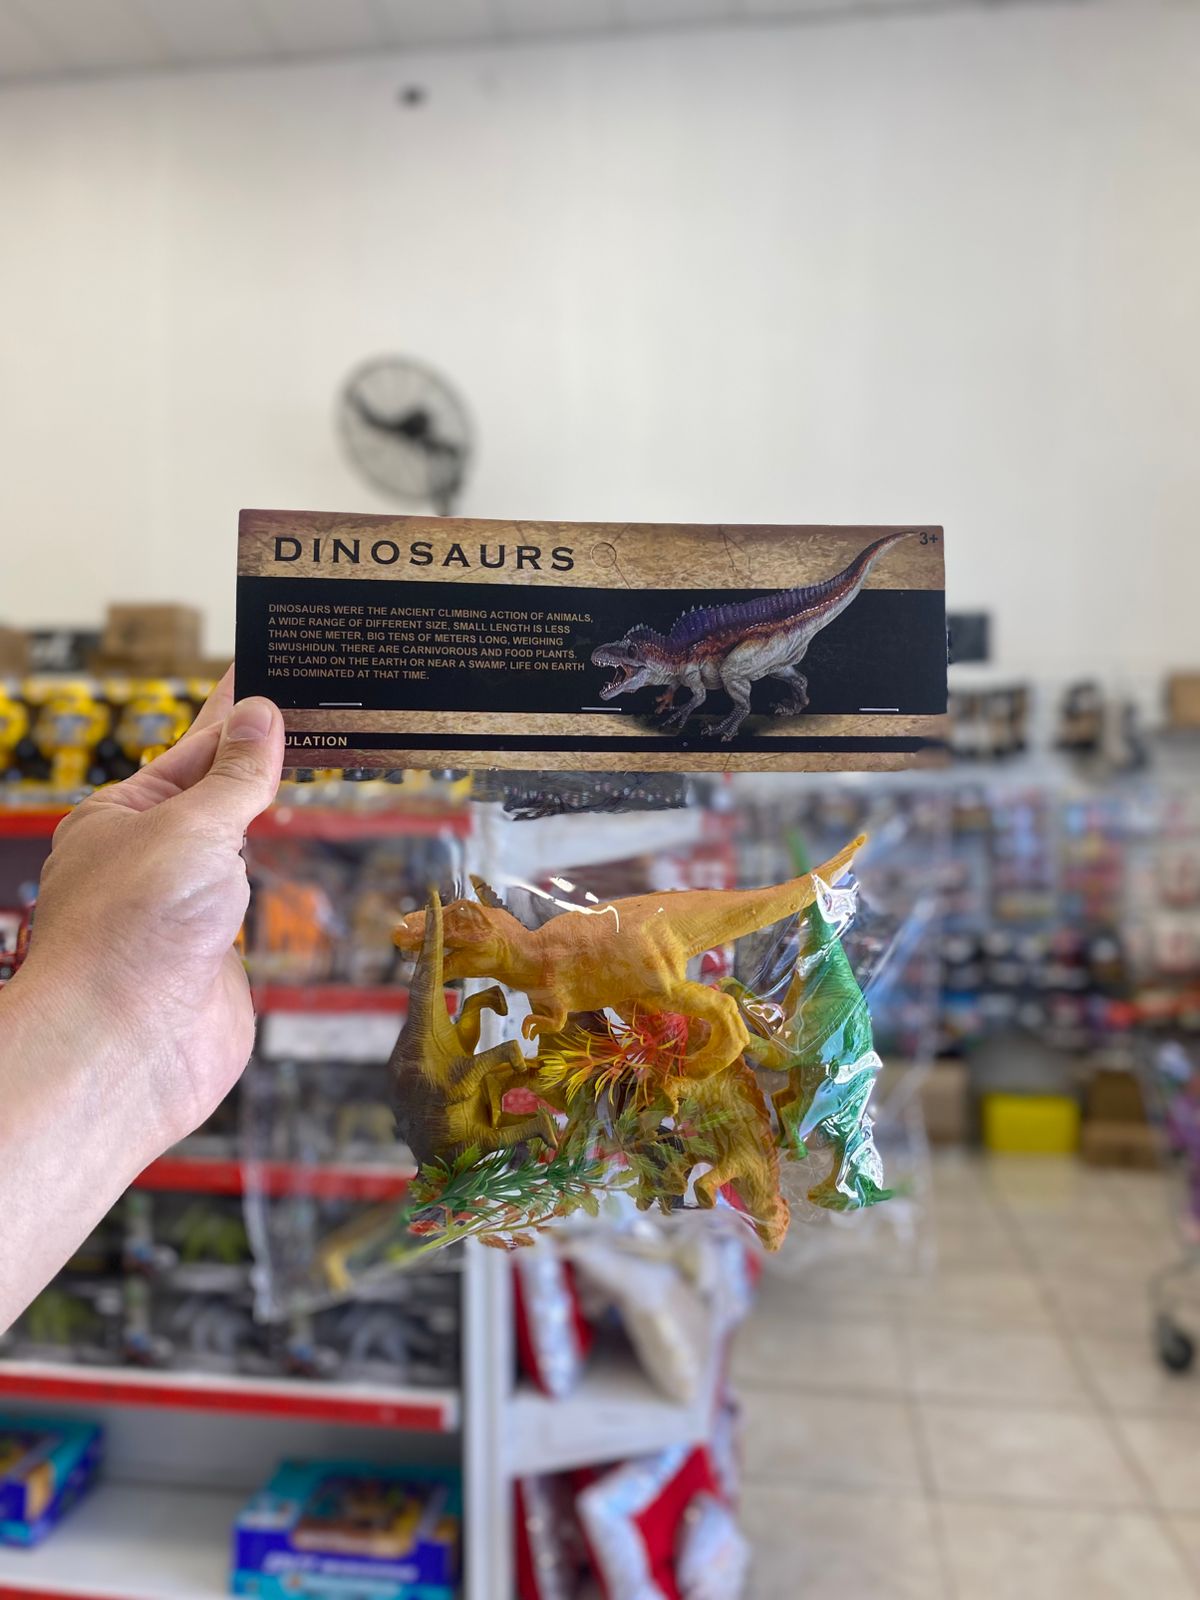 DINOSAURS
3+
DINOSAURS WERE THE ANCIENT CLIMBING ACTION OF ANIMALS,
A WIDE RANGE OF DIFFERENT SIZE, SMALL LENGTH IS LESS
THAN ONE METER, BIG TENS OF METERS LONG, WEIGHING
SIWUSHIDUN. THERE ARE CARNIVOROUS AND FOOD PLANTS.
THEY LAND ON THE EARTH OR NEAR A SWAMP, LIFE ON EARTH
HAS DOMINATED AT THAT TIME.
ULATION